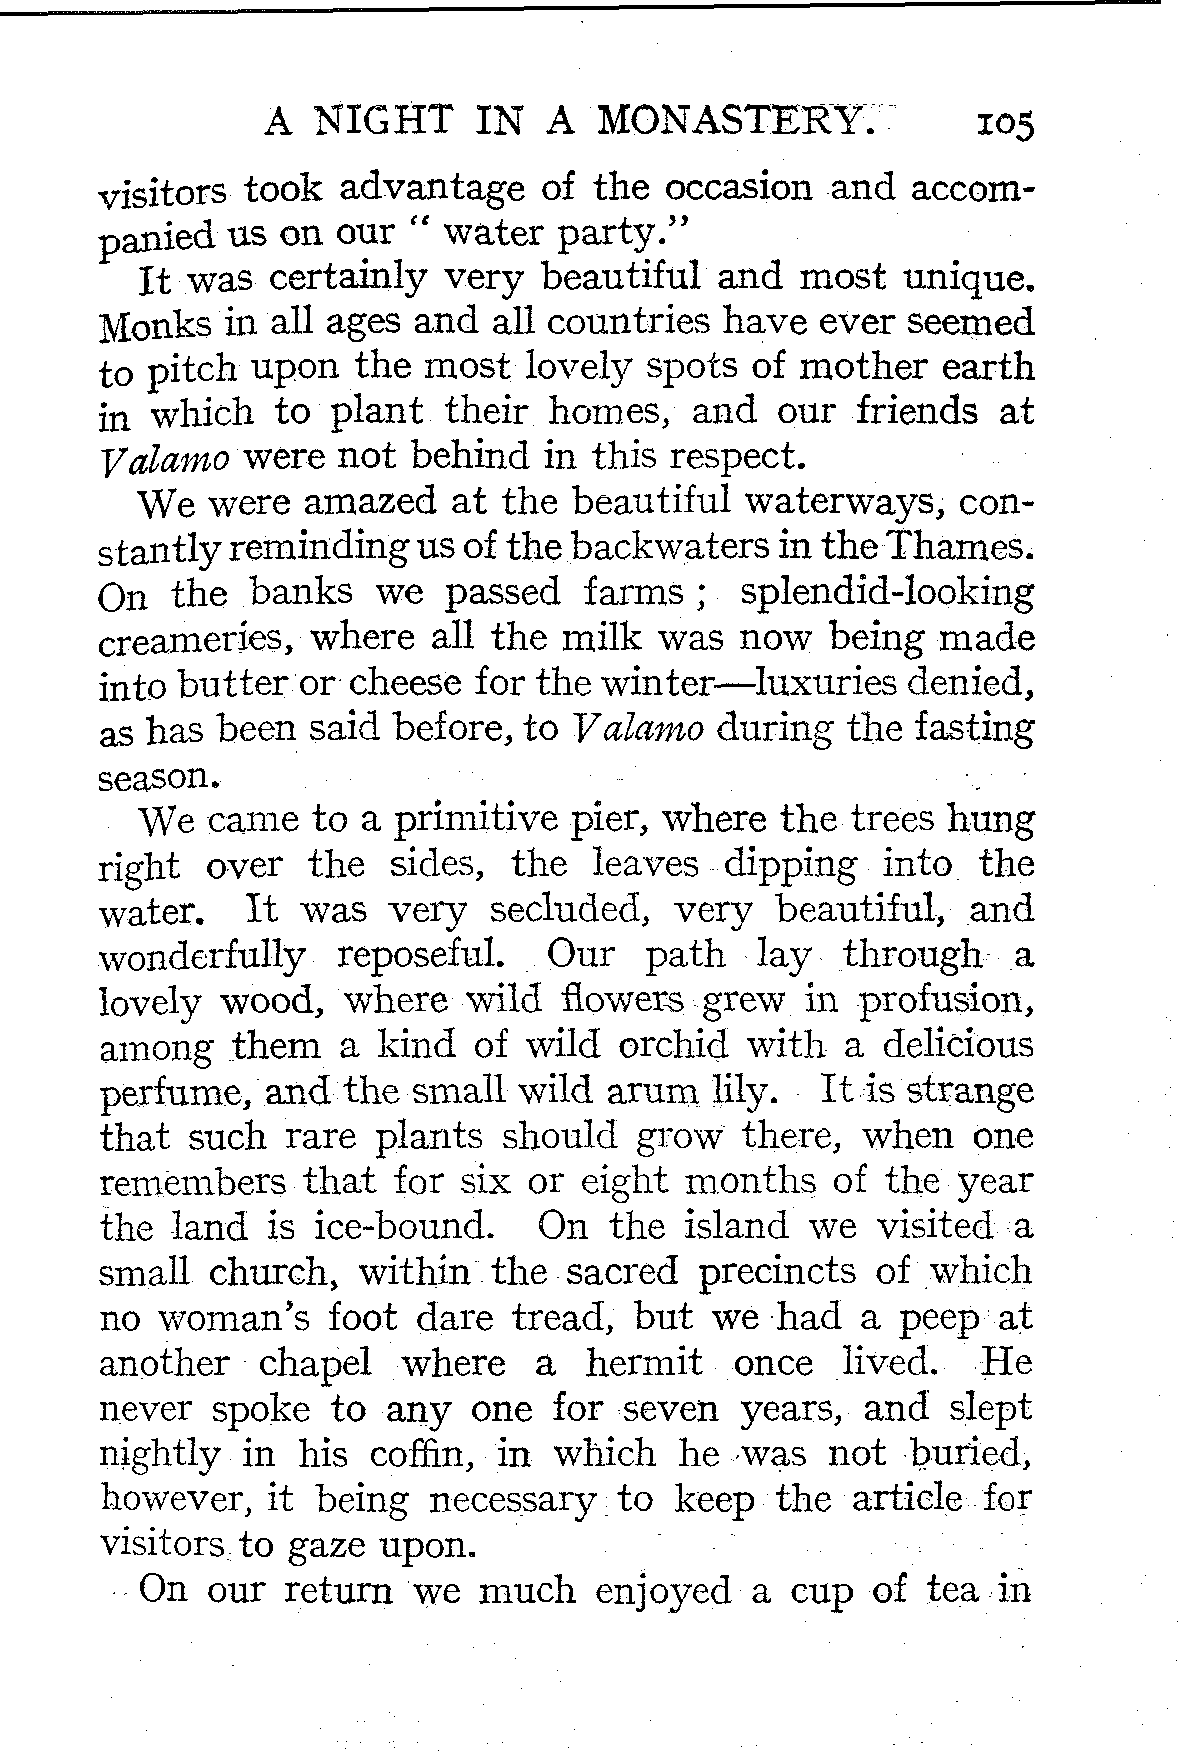 A NIGHT IN A MONASTERY. 105
visitors took advantage of the occasion and accom-
panied us on our “ water party.”
It was certainly very beautiful and most unique.
Monks in all ages and all countries have ever seemed
to pitch upon the most lovely spots of mother earth
in which to plant their homes, and our friends at
Valamo were not behind in this respect.
We were amazed at the beautiful waterways, con-
stantly reminding us of the backwaters in the Thames.
On the banks we passed farms ; splendid-looking
creameries, where all the milk was now being made
into butter or cheese for the winter—luxuries denied,
as has been said before, to Valamo during the fasting
season.
We came to a primitive pier, where the trees hung
right over the sides, the leaves dipping into the
water. It was very secluded, very beautiful, and
wonderfully reposeful. Our path lay through a
lovely wood, where wild flowers grew in profusion,
among them a kind of wild orchid with a delicious
perfume, and the small wild arum lily. It is strange
that such rare plants should grow there, when one
remembers that for six or eight months of the year
the land is ice-bound. On the island we visited a
small church, within the sacred precincts of which
no woman's foot dare tread, but we had a peep at
another chapel where a hermit once lived. He
never spoke to any one for seven years, and slept
nightly in his coffin, in which he was not buried,
however, it being necessary to keep the article for
visitors to gaze upon.
On our return we much enjoyed a cup of tea in